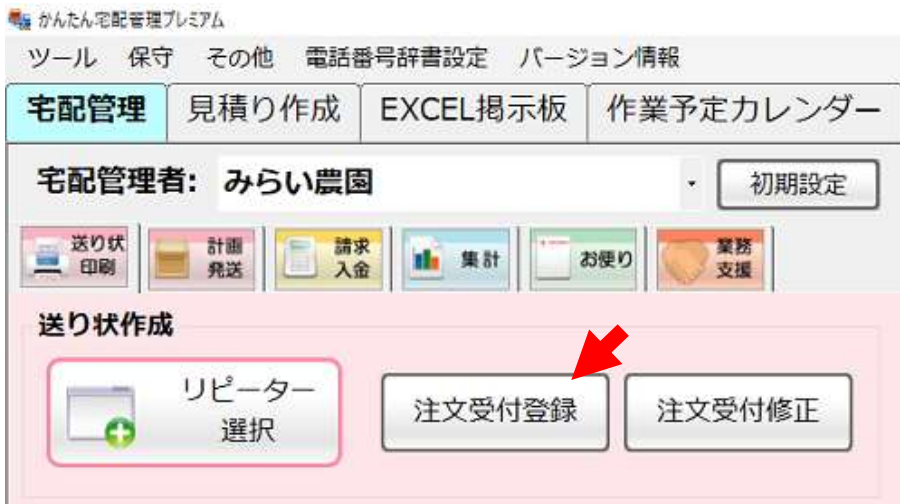 かんたん宅配管理プレミアム
ツール 保守 その他 電話番号辞書設定 バージョン情報
宅配管理 見積り作成 EXCEL掲示板 作業予定カレンダー
宅配管理者: みらい農園 初期設定
送り状 計画 請求 集計 お便り 業務
印刷 発送 入金 支援
送り状作成
リピーター
選択
注文受付登録 注文受付修正